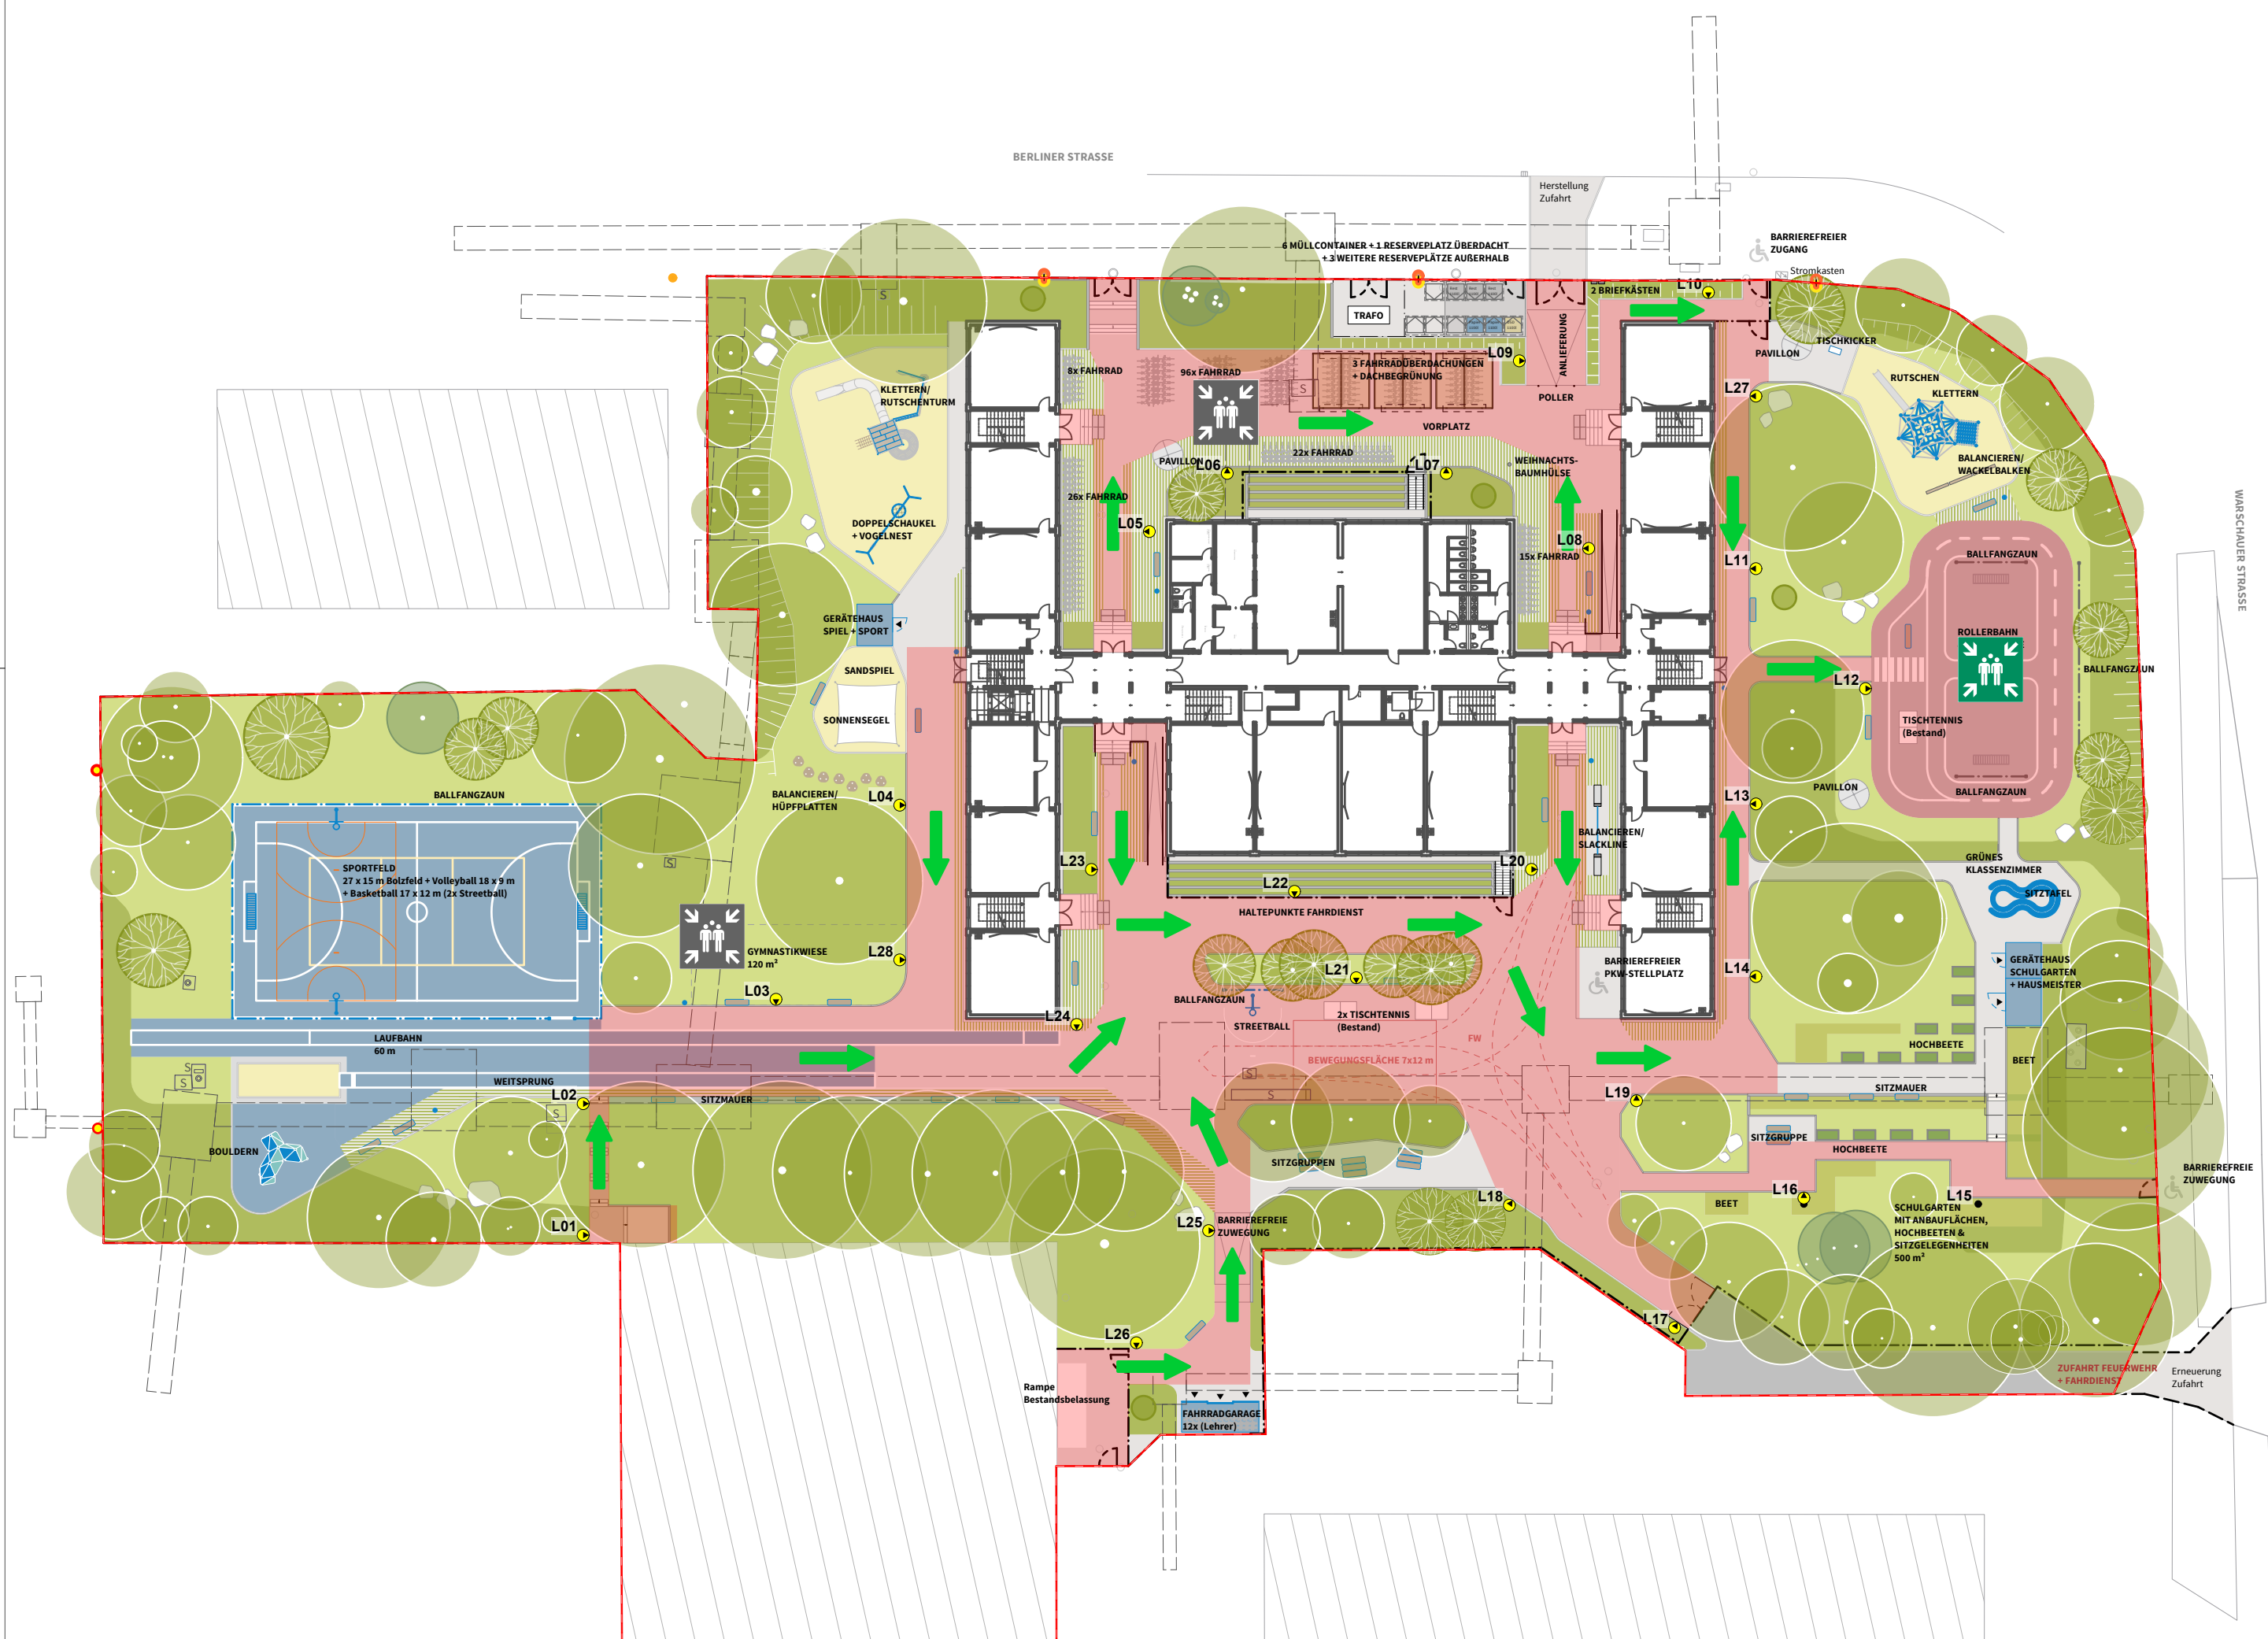 BERLINER STRASSE
Herstellung
Zufahrt
BARRIEREFREIER
ZUGANG
6 MÜLLCONTAINER + 1 RESERVEPLATZ ÜBERDACHT
+ 3 WEITERE RESERVEPLÄTZE AUßERHALB
Stromkasten
2 BRIEFKÄSTEN
L10
S
TRAFO
ANLIEFERUNG
TISCHKICKER
PAVILLON
L09
3 FAHRRADÜBERDACHUNGEN
+ DACHBEGRÜNUNG
S
8x FAHRRAD
96x FAHRRAD
RUTSCHEN
KLETTERN
KLETTERN/
RUTSCHENTURM
L27
POLLER
VORPLATZ
22x FAHRRAD
PAVILLON
L06
L07
WEIHNACHTS-
BAUMHÜLSE
BALANCIEREN/
WACKELBALKEN
26x FAHRRAD
WARSCHAUER STRASSE
DOPPELSCHAUKEL
+ VOGELNEST
L05
L08
15x FAHRRAD
BALLFANGZAUN
L11
GERÄTEHAUS
SPIEL + SPORT
ROLLERBAHN
SANDSPIEL
BALLFANGZAUN
L12
SONNENSEGEL
TISCHTENNIS
(Bestand)
BALLFANGZAUN
BALANCIEREN/
HÜPFPLATTEN
L04
PAVILLON
BALLFANGZAUN
L13
BALANCIEREN/
SLACKLINE
SPORTFELD
27 x 15 m Bolzfeld + Volleyball 18 x 9 m
+ Basketball 17 x 12 m (2x Streetball)
S
L23
L20
GRÜNES
KLASSENZIMMER
L22
SITZTAFEL
HALTEPUNKTE FAHRDIENST
GYMNASTIKWIESE
120 m²
L28
BARRIEREFREIER
PKW-STELLPLATZ
GERÄTEHAUS
SCHULGARTEN
+ HAUSMEISTER
L21
L14
L03
BALLFANGZAUN
L24
STREETBALL
2x TISCHTENNIS
(Bestand)
FW
LAUFBAHN
60 m
HOCHBEETE
BEWEGUNGSFLÄCHE 7x12 m
BEET
S
S
S
WEITSPRUNG
SITZMAUER
L02
SITZMAUER
S
S
L19
BOULDERN
SITZGRUPPE
SITZGRUPPEN
HOCHBEETE
BARRIEREFREIE
ZUWEGUNG
L16
L15
L18
BEET
SCHULGARTEN
MIT ANBAUFLÄCHEN,
HOCHBEETEN &
SITZGELEGENHEITEN
500 m²
L01
L25
BARRIEREFREIE
ZUWEGUNG
L17
L26
ZUFAHRT FEUERWEHR
+ FAHRDIENST
Erneuerung
Zufahrt
Rampe
Bestandsbelassung
FAHRRADGARAGE
12x (Lehrer)